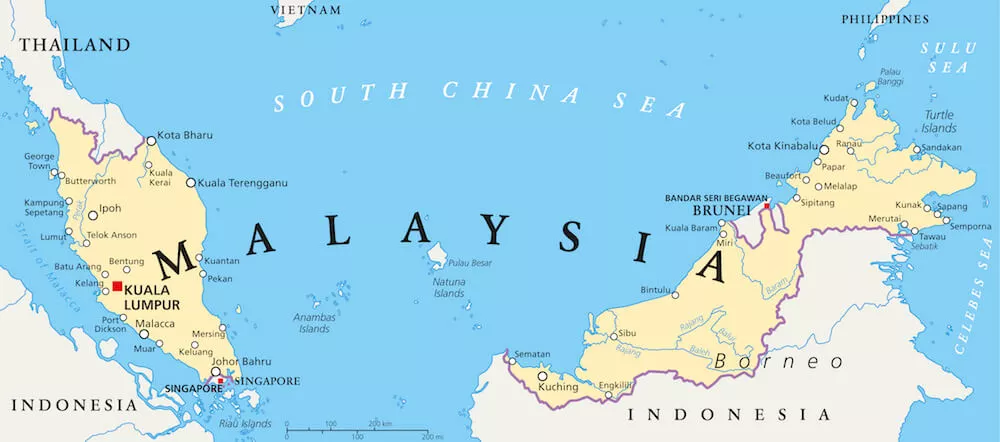 VIETNAM
PHILIPPINES
THAILAND
SULU
SEA
Palau
Banggi
SOUTH CHINA SEA
Kudat
Turtle
Islands
Kota Belud
Kota Bharu
Kota Kinabalu
Ranau
Sandakan
George
Town
Butterworth
Kuala
Kerai
Kuala Terengganu
Papar
Beaufort
Melalap
Kampung
Sepetang
Perak
Ipoh
BANDAR SERI BEGAWAN
BRUNEI
Sipitang
Kunak
Sapang
Merutai
Semporna
Lumut
Telok Anson
Kuala Baram
Miri
Tawau
Sebatik
MALAYSIA
Strait of Malacca
Batu Arang
Bentung
Kuantan
Pekan
Pulau Besar
Natuna
Islands
Kelang
KUALA
LUMPUR
Bintulu
Baram
CELEBES SEA
Port
Dickson
Malacca
Mersing
Anambas
Islands
Sibu
Rajang
Rajang
Balui
Baleh
Borneo
Muar
Keluang
Johor Bahru
Sematan
Kuching
Engkilili
SINGAPORE
SINGAPORE
INDONESIA
Riau Islands
INDONESIA
100
200 km
100
200 mi